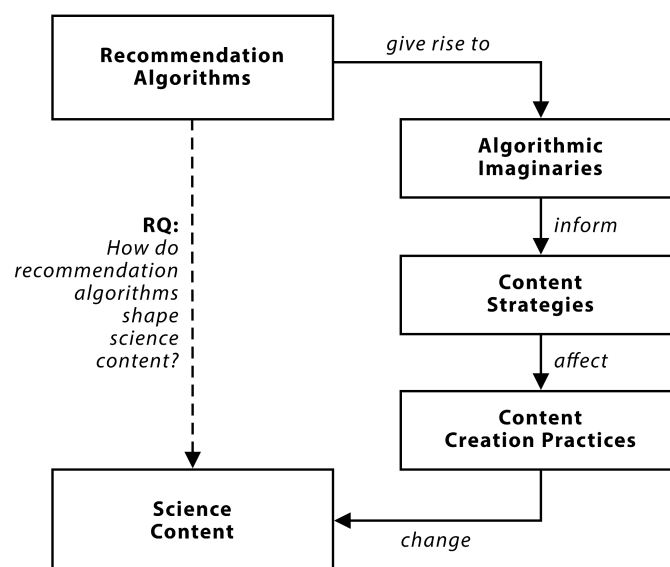 Recommendation
Algorithms
give rise to
Algorithmic
Imaginaries
inform
Content
Strategies
affect
Content
Creation Practices
change
RQ:
How do
recommendation
algorithms
shape
science
content?
Science
Content